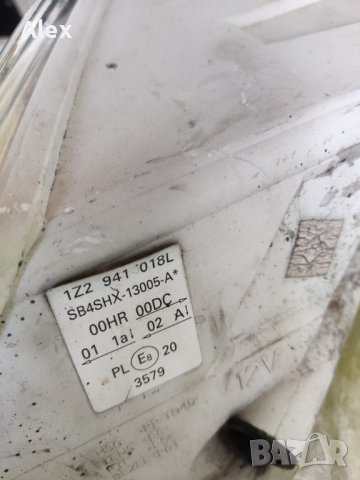 Alex
1Z2 941 018L
SB4SHX-13005-A*
00HR 00DC
01 1a 02 A
PL E8 20
3579
12V
BAZAR